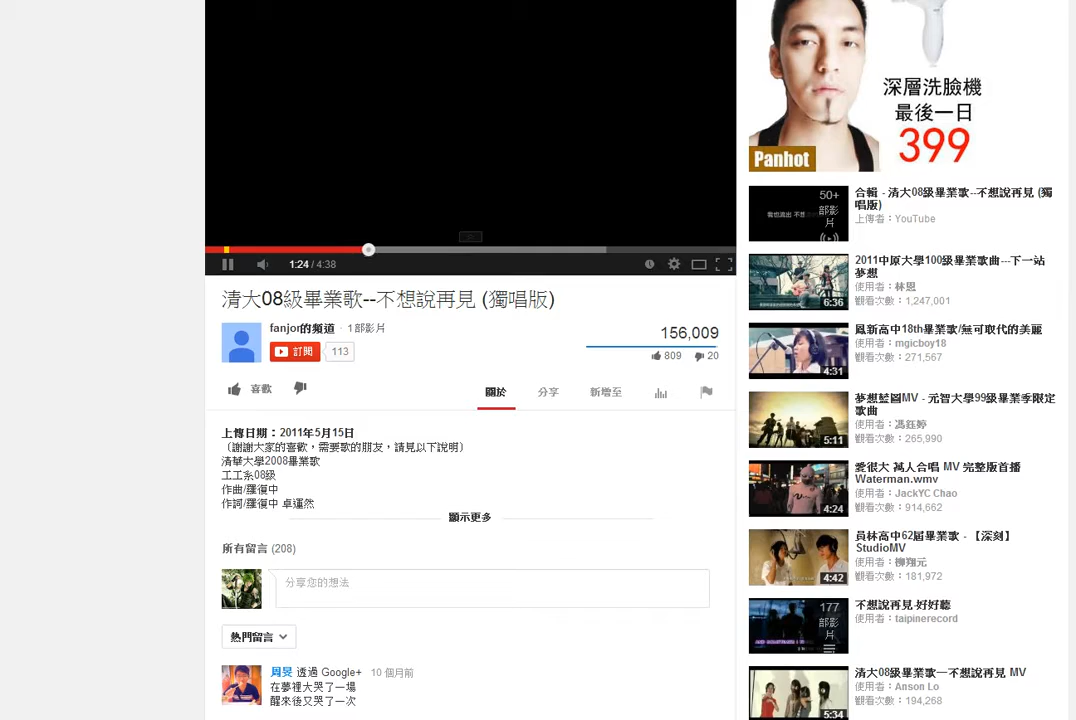 深層洗臉機
最後一日
399
Panhot
1:24 / 4:38
清大08級畢業歌--不想說再見 (獨唱版)
fanjor的頻道 · 1 部影片
訂閱 113
156,009
809 20
喜歡
關於 分享 新增至
上傳日期：2011年5月15日
〔謝謝大家的喜歡，需要歌的朋友，請見以下說明〕
清華大學2008畢業歌
工工系08級
作曲/羅復中
作詞/羅復中 卓運然
顯示更多
所有留言 (208)
分享您的想法
熱門留言
周旻 透過 Google+ 10 個月前
在夢裡大哭了一場
醒來後又哭了一次
50+
部影
片
合輯 - 清大08級畢業歌--不想說再見 (獨
唱版)
上傳者：YouTube
6:36
2011中原大學100級畢業歌曲---下一站
夢想
使用者：林恩
觀看次數：1,247,001
4:31
鳳新高中18th畢業歌/無可取代的美麗
使用者：mgicboy18
觀看次數：271,567
5:11
夢想藍圖MV - 元智大學99級畢業季限定
歌曲
使用者：馮鈺婷
觀看次數：265,990
4:24
愛很大 萬人合唱 MV 完整版首播
Waterman.wmv
使用者：JackYC Chao
觀看次數：914,662
4:42
員林高中62屆畢業歌 - 【深刻】
StudioMV
使用者：柳翔元
觀看次數：181,972
177
部影
片
不想說再見-好好聽
使用者：taipinerecord
5:34
清大08級畢業歌—不想說再見 MV
使用者：Anson Lo
觀看次數：194,268